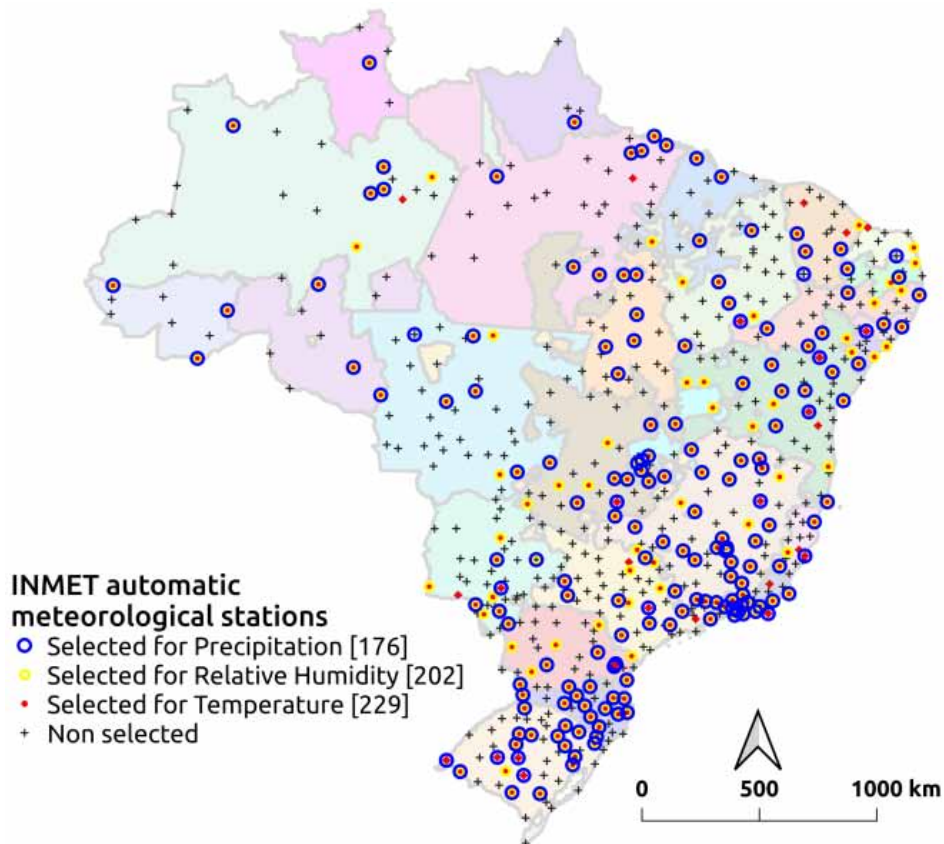 INMET automatic
meteorological stations
Selected for Precipitation [176]
Selected for Relative Humidity [202]
Selected for Temperature [229]
Non selected
0 500 1000 km